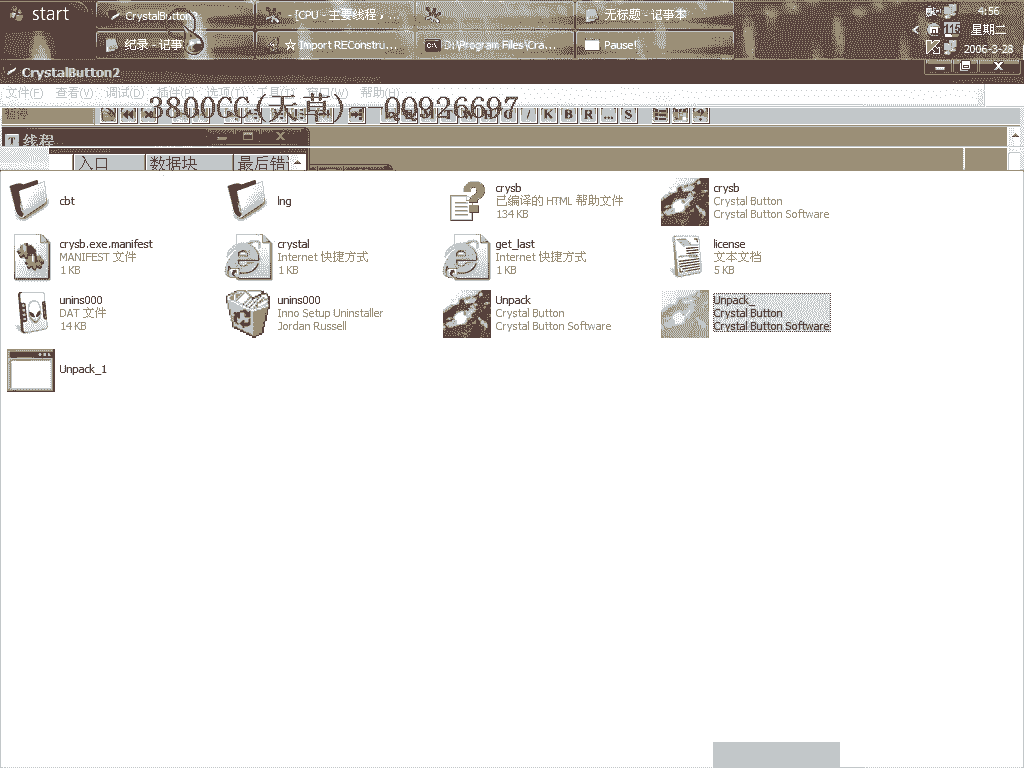 start
CrystalButton2
- [CPU - 主要线程，...
无标题 - 记事本
4:56
纪录 - 记事
☆ Import REConstru...
D:\Program Files\Cra...
Pause!
115
星期二
2006-3-28
CrystalButton2
文件(F) 查看(V) 调试(D) 插件(P) 选项(T) 工具(T) 窗口(W) 帮助(H)
3800CC(天草)--QQ926697
/ K B R ... S
T 线程
入口 数据块 最后错误
cbt
lng
crysb
已编译的 HTML 帮助文件
134 KB
crysb
Crystal Button
Crystal Button Software
crysb.exe.manifest
MANIFEST 文件
1 KB
crystal
Internet 快捷方式
1 KB
get_last
Internet 快捷方式
1 KB
license
文本文档
5 KB
unins000
DAT 文件
14 KB
unins000
Inno Setup Uninstaller
Jordan Russell
Unpack
Crystal Button
Crystal Button Software
Unpack_
Crystal Button
Crystal Button Software
Unpack_1